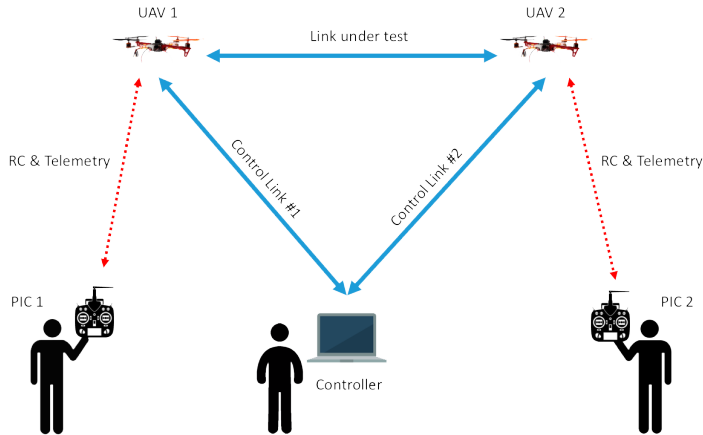 UAV 1
UAV 2
Link under test
RC & Telemetry
Control Link #1
Control Link #2
RC & Telemetry
PIC 1
PIC 2
Controller